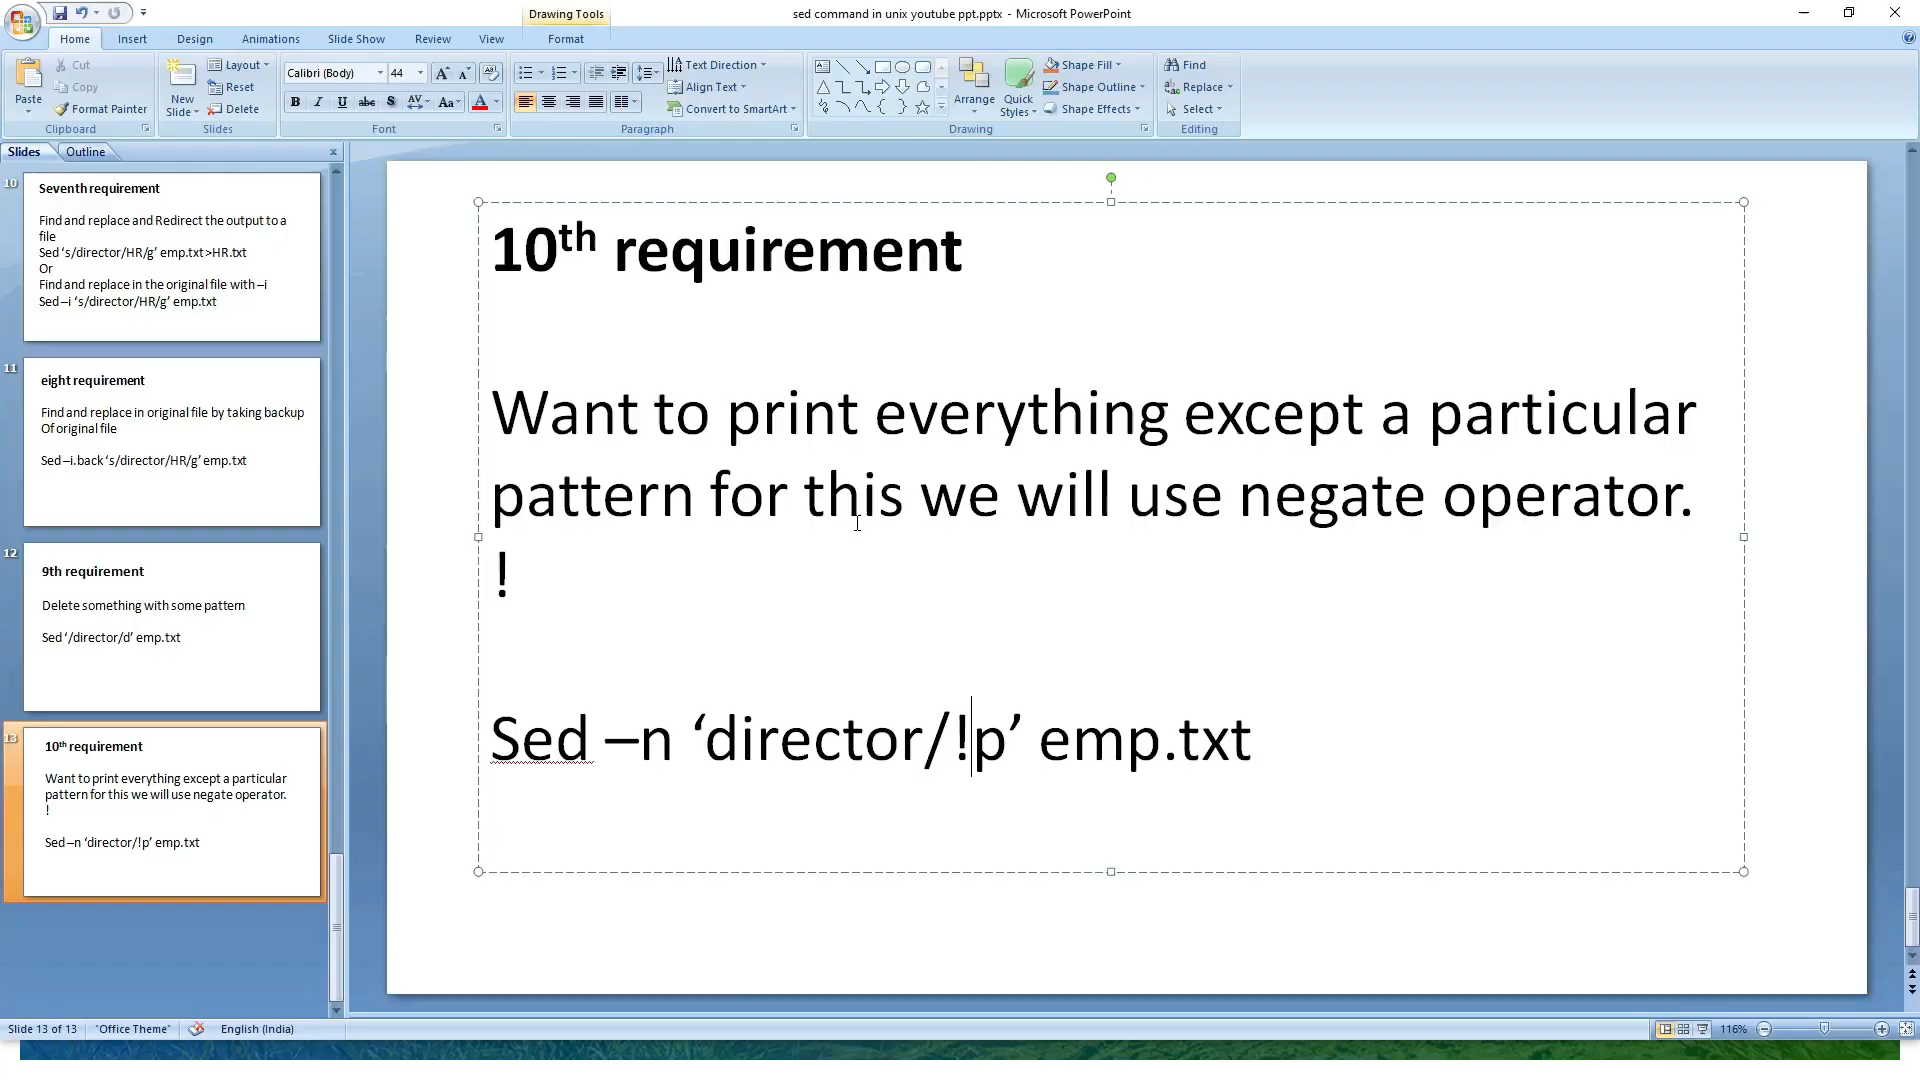 sed command in unix youtube ppt.pptx - Microsoft PowerPoint
Drawing Tools
Home Insert Design Animations Slide Show Review View Format
Paste
Cut
Copy
Format Painter
Clipboard
New
Slide
Layout
Reset
Delete
Slides
Calibri (Body) 44
B I U abc S AV Aa A
Font
Text Direction
Align Text
Convert to SmartArt
Paragraph
Arrange
Quick
Styles
Shape Fill
Shape Outline
Shape Effects
Drawing
Find
Replace
Select
Editing
Slides Outline
10
Seventh requirement
Find and replace and Redirect the output to a
file
Sed ‘s/director/HR/g’ emp.txt>HR.txt
Or
Find and replace in the original file with –i
Sed –i ‘s/director/HR/g’ emp.txt
11
eight requirement
Find and replace in original file by taking backup
Of original file
Sed –i.back ‘s/director/HR/g’ emp.txt
12
9th requirement
Delete something with some pattern
Sed ‘/director/d’ emp.txt
13
10th requirement
Want to print everything except a particular
pattern for this we will use negate operator.
!
Sed –n ‘director/!p’ emp.txt
10th requirement
Want to print everything except a particular
pattern for this we will use negate operator.
!
Sed –n ‘director/!p’ emp.txt
Slide 13 of 13 "Office Theme" English (India) 116%